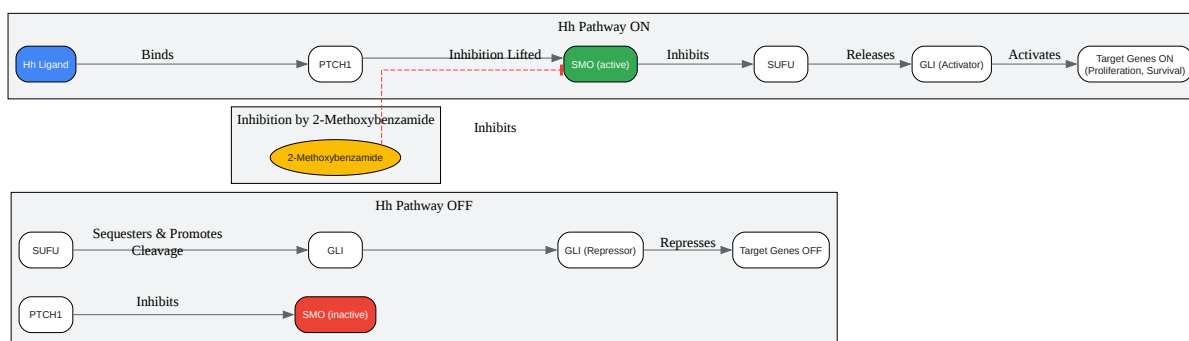 Hh Pathway ON
Hh Ligand
Binds
PTCH1
Inhibition Lifted
SMO (active)
Inhibits
SUFU
Releases
GLI (Activator)
Activates
Target Genes ON
(Proliferation, Survival)
Inhibition by 2-Methoxybenzamide
Inhibits
2-Methoxybenzamide
Hh Pathway OFF
SUFU
Sequesters & Promotes
Cleavage
GLI
GLI (Repressor)
Represses
Target Genes OFF
PTCH1
Inhibits
SMO (inactive)